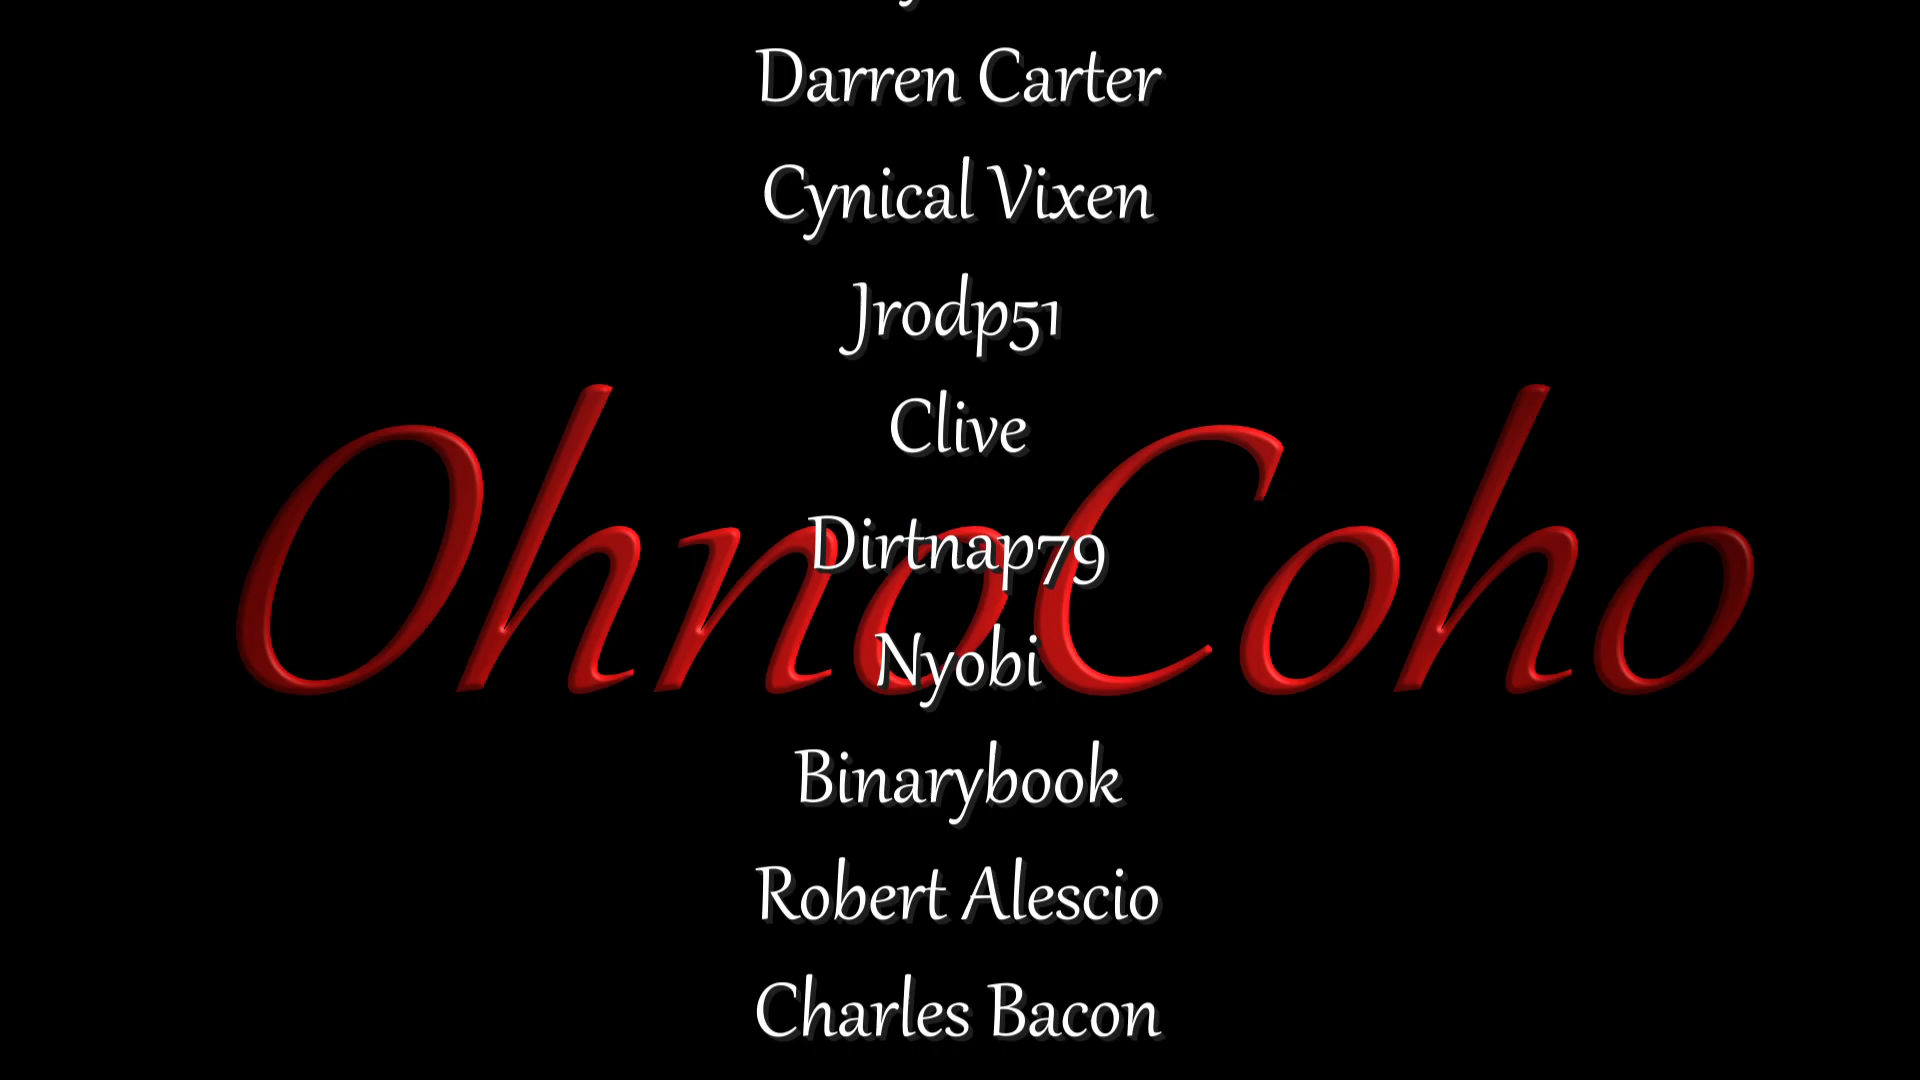 Darren Carter
Cynical Vixen
Jrodp51
Clive
OhnoCoho
Dirtnap79
Nyobi
Binarybook
Robert Alescio
Charles Bacon